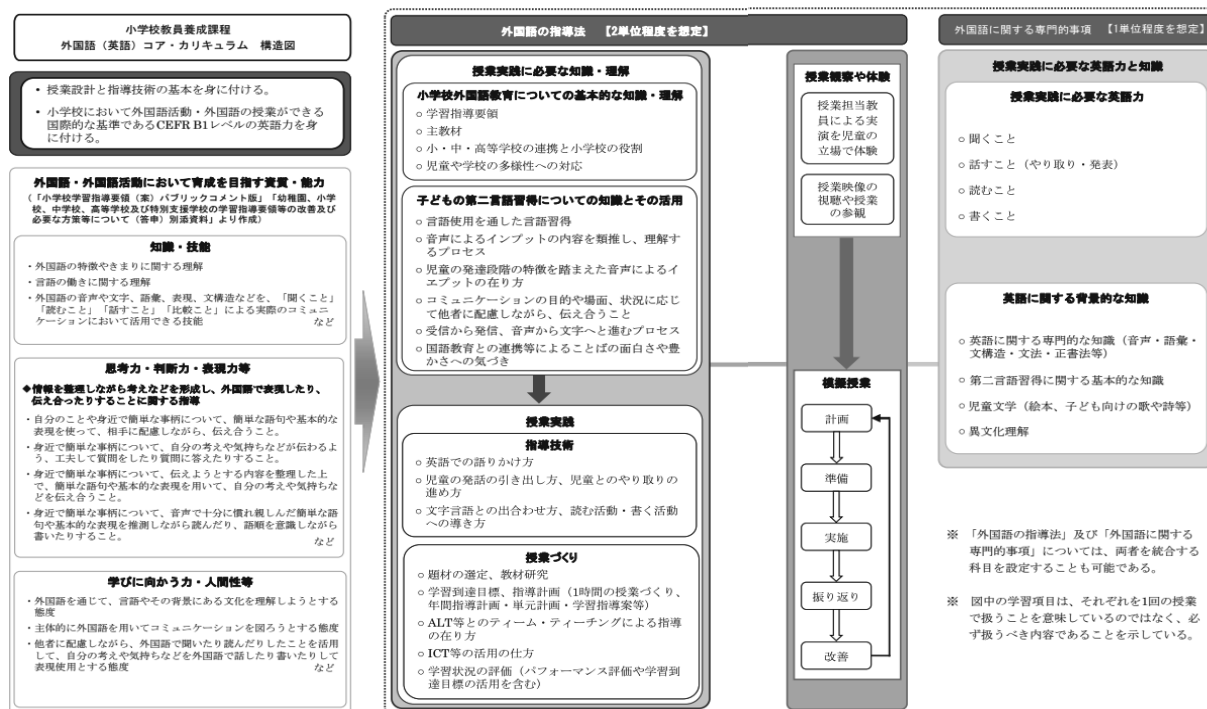 小学校教員養成課程
外国語（英語）コア・カリキュラム　構造図
・ 授業設計と指導技術の基本を身に付ける。
・ 小学校において外国語活動・外国語の授業ができる
国際的な基準であるCEFR B1レベルの英語力を身
に付ける。
外国語・外国語活動において育成を目指す資質・能力
（「小学校学習指導要領（案）パブリックコメント版」「幼稚園、小学
校、中学校、高等学校及び特別支援学校の学習指導要領等の改善及び
必要な方策等について（答申）別添資料」より作成）
知識・技能
・外国語の特徴やきまりに関する理解
・言語の働きに関する理解
・外国語の音声や文字、語彙、表現、文構造などを、「聞くこと」
「読むこと」「話すこと」「比較こと」による実際のコミュニ
ケーションにおいて活用できる技能
など
思考力・判断力・表現力等
◆情報を整理しながら考えなどを形成し、外国語で表現したり、
伝え合ったりすることに関する指導
・自分のことや身近で簡単な事柄について、簡単な語句や基本的な
表現を使って、相手に配慮しながら、伝え合うこと。
・身近で簡単な事柄について、自分の考えや気持ちなどが伝わるよ
う、工夫して質問をしたり質問に答えたりすること。
・身近で簡単な事柄について、伝えようとする内容を整理した上
で、簡単な語句や基本的な表現を用いて、自分の考えや気持ちな
どを伝え合うこと。
・身近で簡単な事柄について、音声で十分に慣れ親しんだ簡単な語
句や基本的な表現を推測しながら読んだり、語順を意識しながら
書いたりすること。
など
学びに向かう力・人間性等
・外国語を通じて、言語やその背景にある文化を理解しようとする
態度
・主体的に外国語を用いてコミュニケーションを図ろうとする態度
・他者に配慮しながら、外国語で聞いたり読んだりしたことを活用
して、自分の考えや気持ちなどを外国語で話したり書いたりして
表現使用とする態度
など
外国語の指導法　【2単位程度を想定】
授業実践に必要な知識・理解
小学校外国語教育についての基本的な知識・理解
○ 学習指導要領
○ 主教材
○ 小・中・高等学校の連携と小学校の役割
○ 児童や学校の多様性への対応
子どもの第二言語習得についての知識とその活用
○ 言語使用を通した言語習得
○ 音声によるインプットの内容を類推し、理解す
るプロセス
○ 児童の発達段階の特徴を踏まえた音声によるイ
エプットの在り方
○ コミュニケーションの目的や場面、状況に応じ
て他者に配慮しながら、伝え合うこと
○ 受信から発信、音声から文字へと進むプロセス
○ 国語教育との連携等によることばの面白さや豊
かさへの気づき
授業実践
指導技術
○ 英語での語りかけ方
○ 児童の発話の引き出し方、児童とのやり取りの
進め方
○ 文字言語との出合わせ方、読む活動・書く活動
への導き方
授業づくり
○ 題材の選定、教材研究
○ 学習到達目標、指導計画（1時間の授業づくり、
年間指導計画・単元計画・学習指導案等）
○ ALT等とのティーム・ティーチングによる指導
の在り方
○ ICT等の活用の仕方
○ 学習状況の評価（パフォーマンス評価や学習到
達目標の活用を含む）
授業観察や体験
授業担当教
員による実
演を児童の
立場で体験
授業映像の
視聴や授業
の参観
模擬授業
計画
準備
実施
振り返り
改善
外国語に関する専門的事項　【1単位程度を想定】
授業実践に必要な英語力と知識
授業実践に必要な英語力
○ 聞くこと
○ 話すこと（やり取り・発表）
○ 読むこと
○ 書くこと
英語に関する背景的な知識
○ 英語に関する専門的な知識（音声・語彙・
文構造・文法・正書法等）
○ 第二言語習得に関する基本的な知識
○ 児童文学（絵本、子ども向けの歌や詩等）
○ 異文化理解
※　「外国語の指導法」及び「外国語に関する
専門的事項」については、両者を統合する
科目を設定することも可能である。
※　図中の学習項目は、それぞれを1回の授業
で扱うことを意味しているのではなく、必
ず扱うべき内容であることを示している。